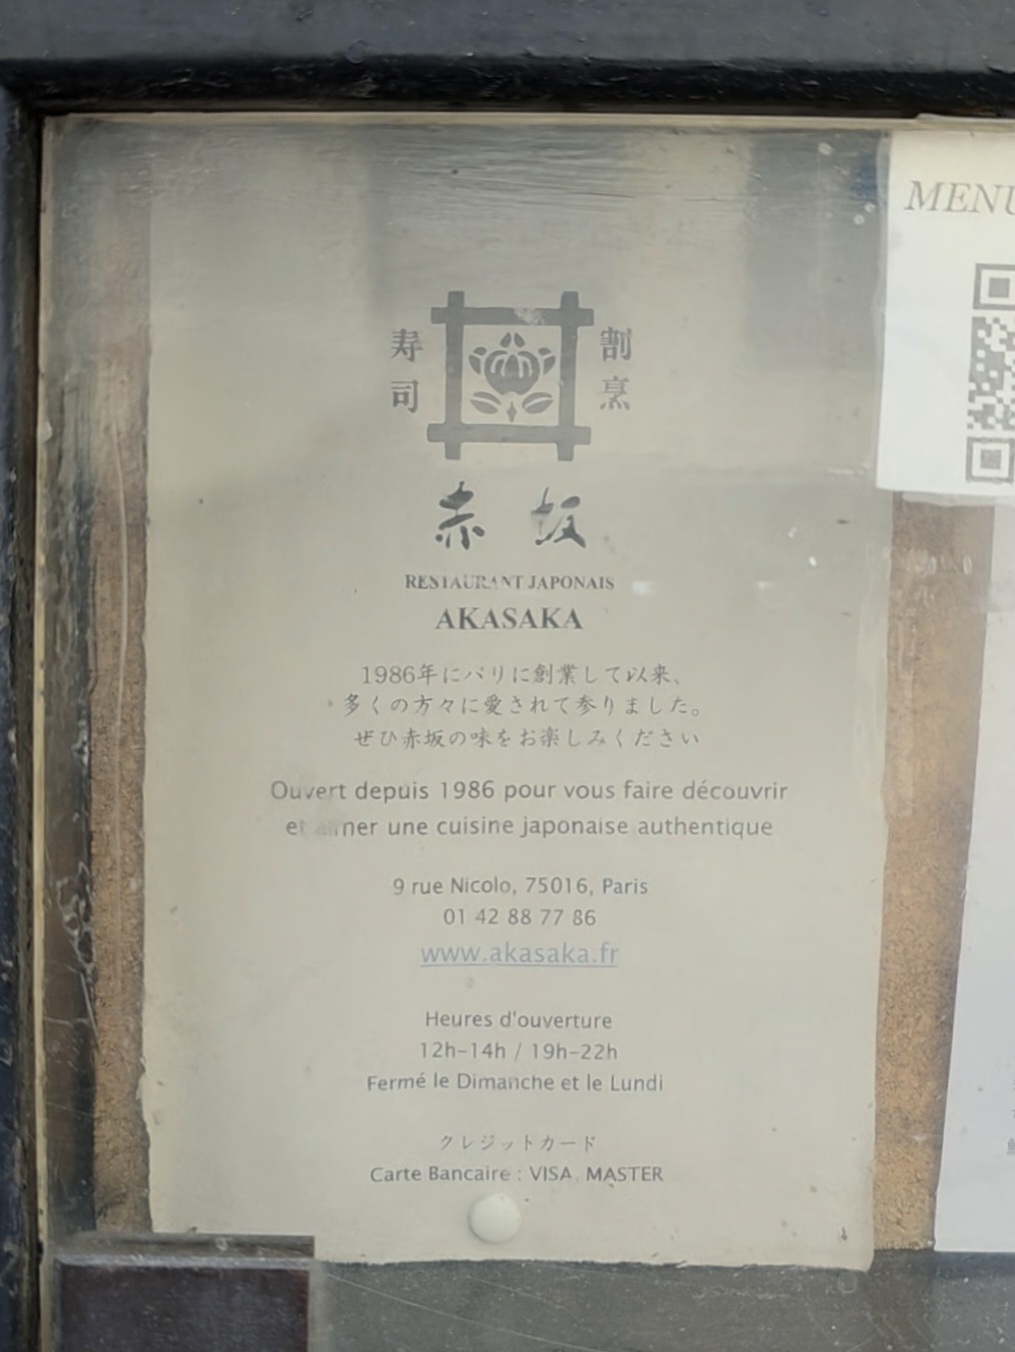 寿司
割烹
赤坂
RESTAURANT JAPONAIS
AKASAKA
1986年にパリに創業して以来、
多くの方々に愛されて参りました。
ぜひ赤坂の味をお楽しみください
Ouvert depuis 1986 pour vous faire découvrir
et aimer une cuisine japonaise authentique
9 rue Nicolo, 75016, Paris
01 42 88 77 86
www.akasaka.fr
Heures d'ouverture
12h-14h / 19h-22h
Fermé le Dimanche et le Lundi
クレジットカード
Carte Bancaire : VISA, MASTER
MENU